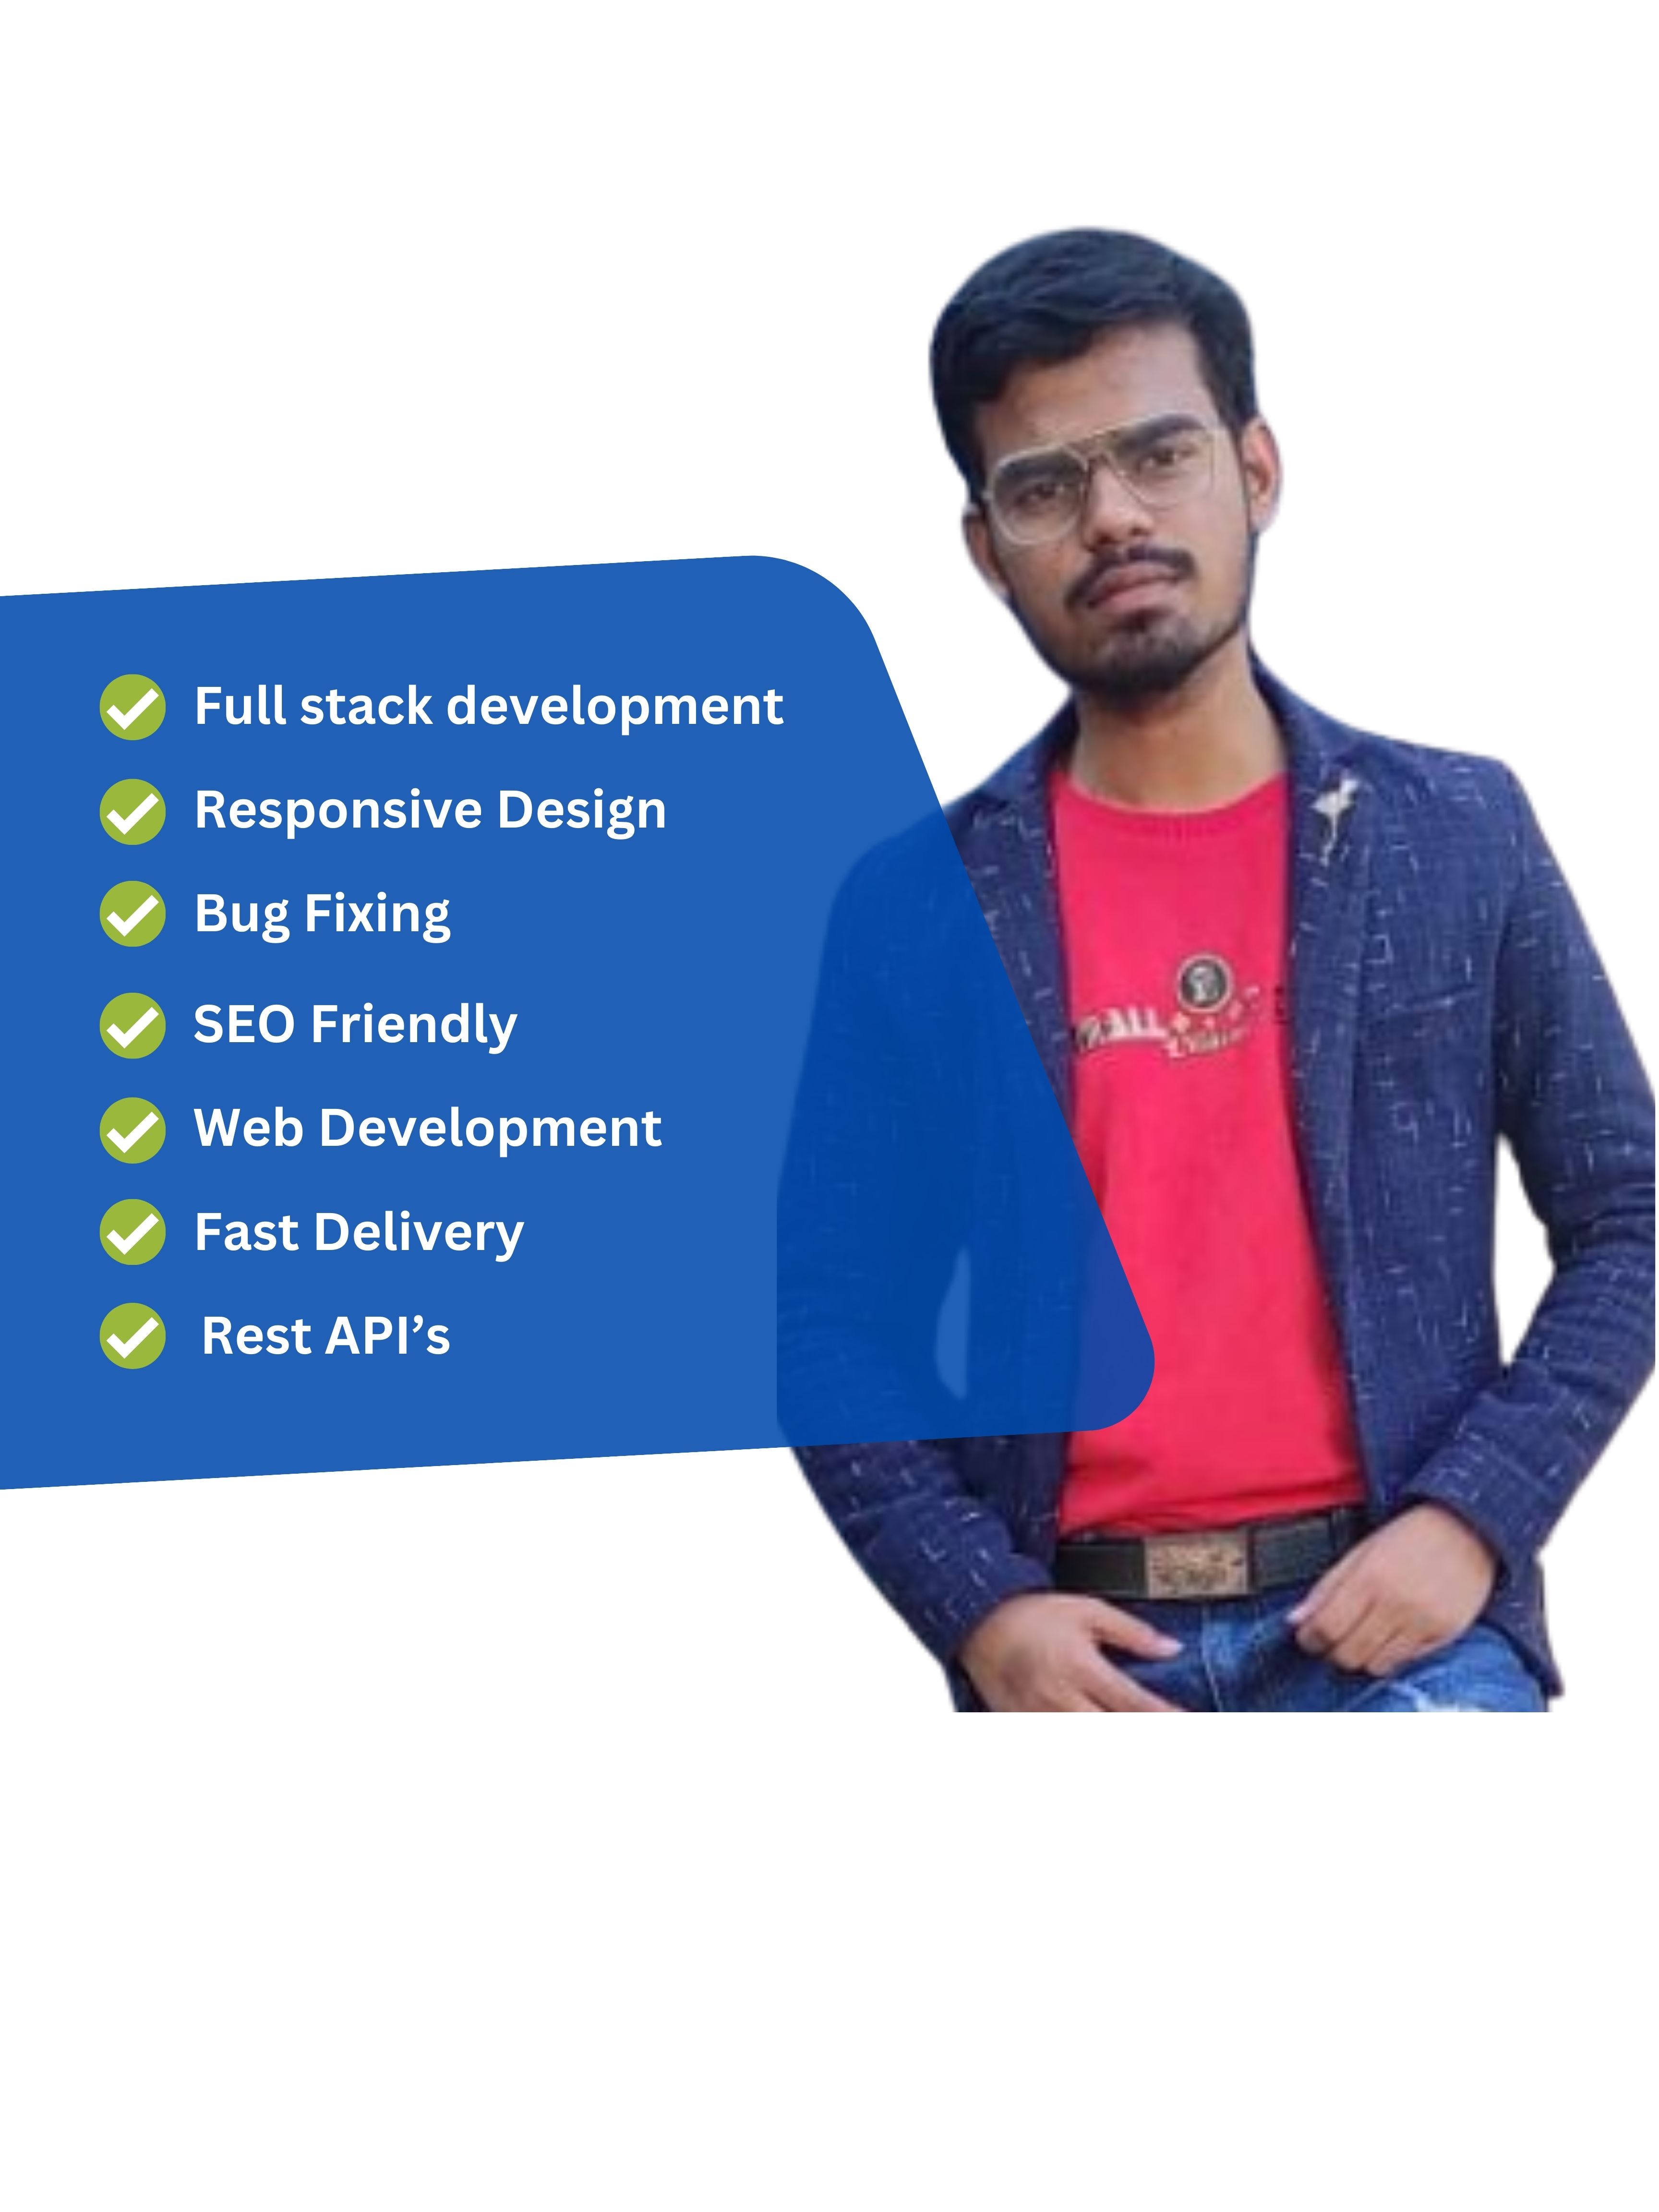 Full stack development
Responsive Design
Bug Fixing
SEO Friendly
Web Development
Fast Delivery
Rest API’s